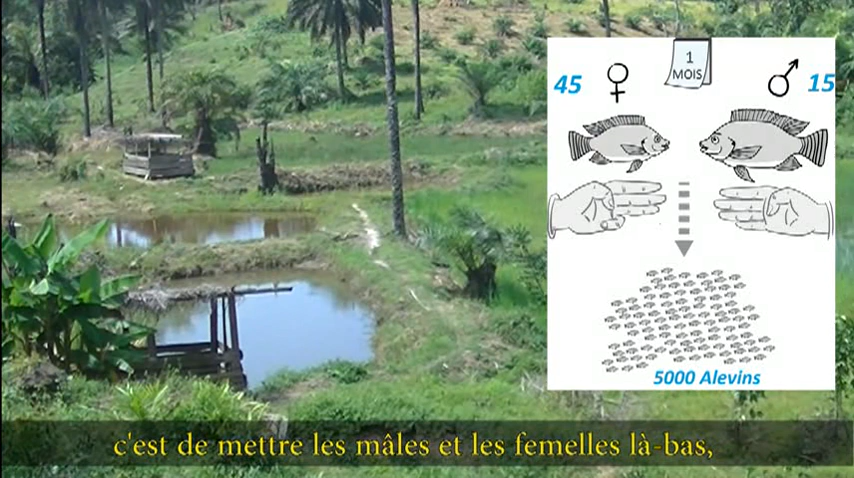 45 ♀ 1 ♂ 15
MOIS
5000 Alevins
c'est de mettre les mâles et les femelles là-bas,